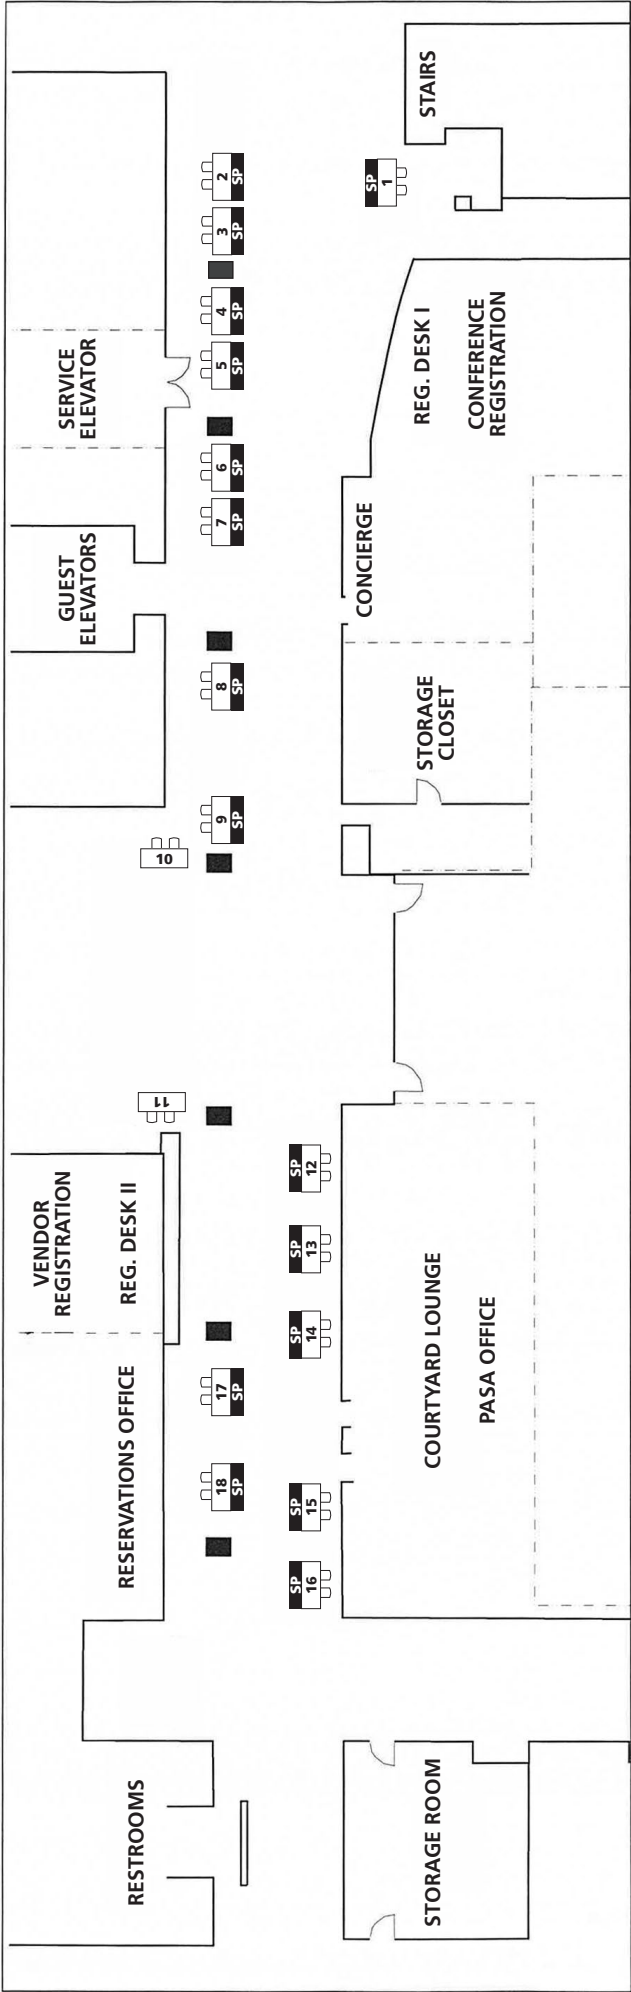 STAIRS
SP
1
2
SP
3
SP
4
SP
5
SP
6
SP
7
SP
8
SP
9
SP
10
11
SP
12
SP
13
SP
14
17
SP
18
SP
SP
15
SP
16
SERVICE
ELEVATOR
GUEST
ELEVATORS
REG. DESK I
CONFERENCE
REGISTRATION
CONCIERGE
STORAGE
CLOSET
VENDOR
REGISTRATION
REG. DESK II
RESERVATIONS OFFICE
COURTYARD LOUNGE
PASA OFFICE
RESTROOMS
STORAGE ROOM